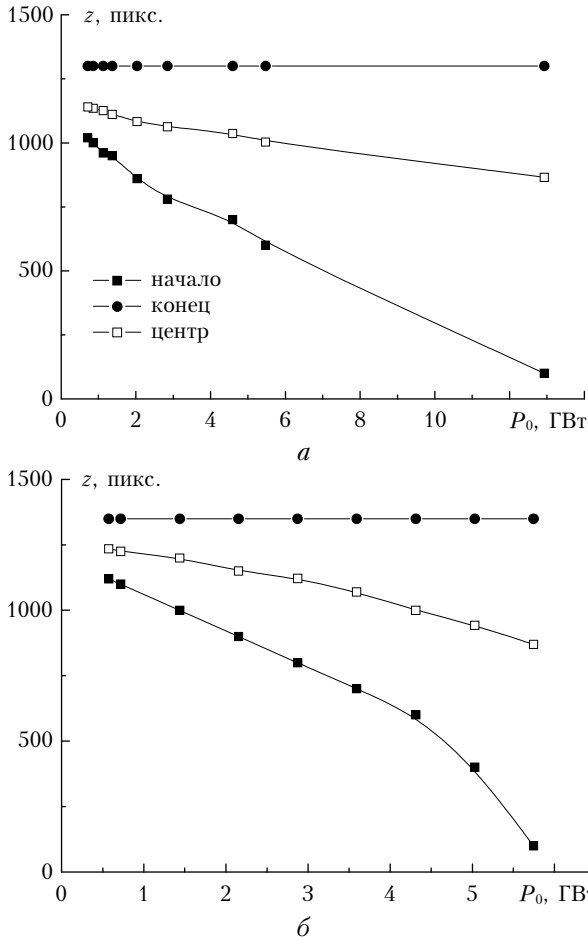 z, пикс.
1500
1000
500
0
начало
конец
центр
0 2 4 6 8 10 P₀, ГВт
а
z, пикс.
1500
1000
500
0
0 1 2 3 4 5 P₀, ГВт
б